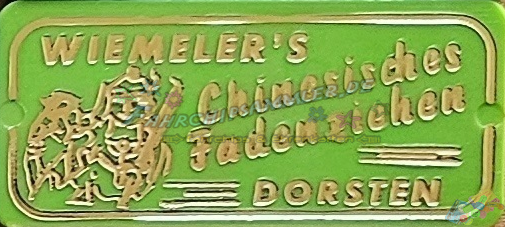 WIEMELER'S
Chinesisches
Fadenziehen
DORSTEN